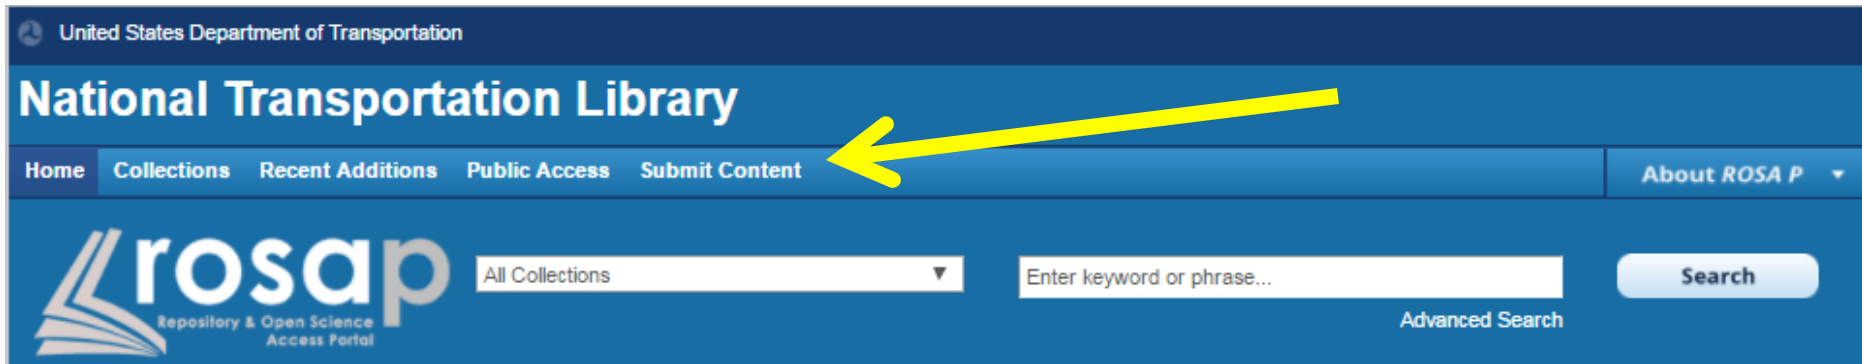 United States Department of Transportation
National Transportation Library
Home Collections Recent Additions Public Access Submit Content About ROSA P
rosap
Repository & Open Science
Access Portal
All Collections
Enter keyword or phrase...
Search
Advanced Search